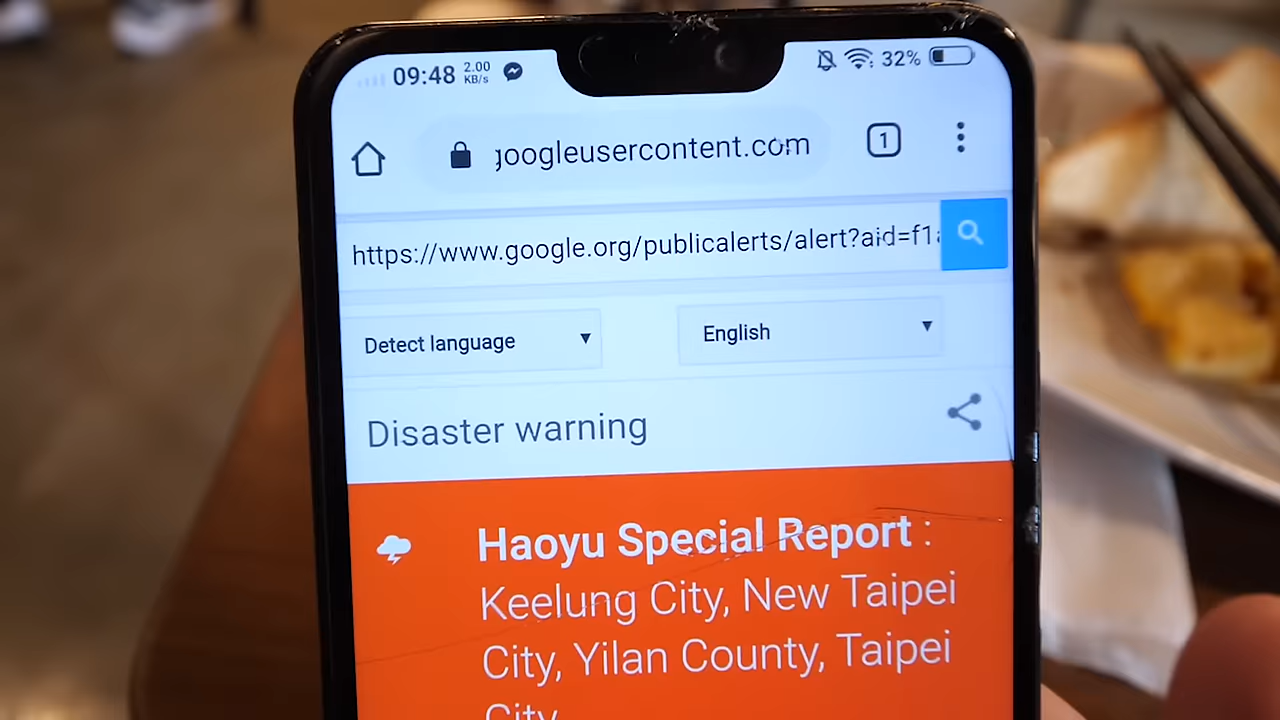 09:48 2.00 KB/s 32%
googleusercontent.com 1
https://www.google.org/publicalerts/alert?aid=f1
Detect language English
Disaster warning
Haoyu Special Report :
Keelung City, New Taipei
City, Yilan County, Taipei
City